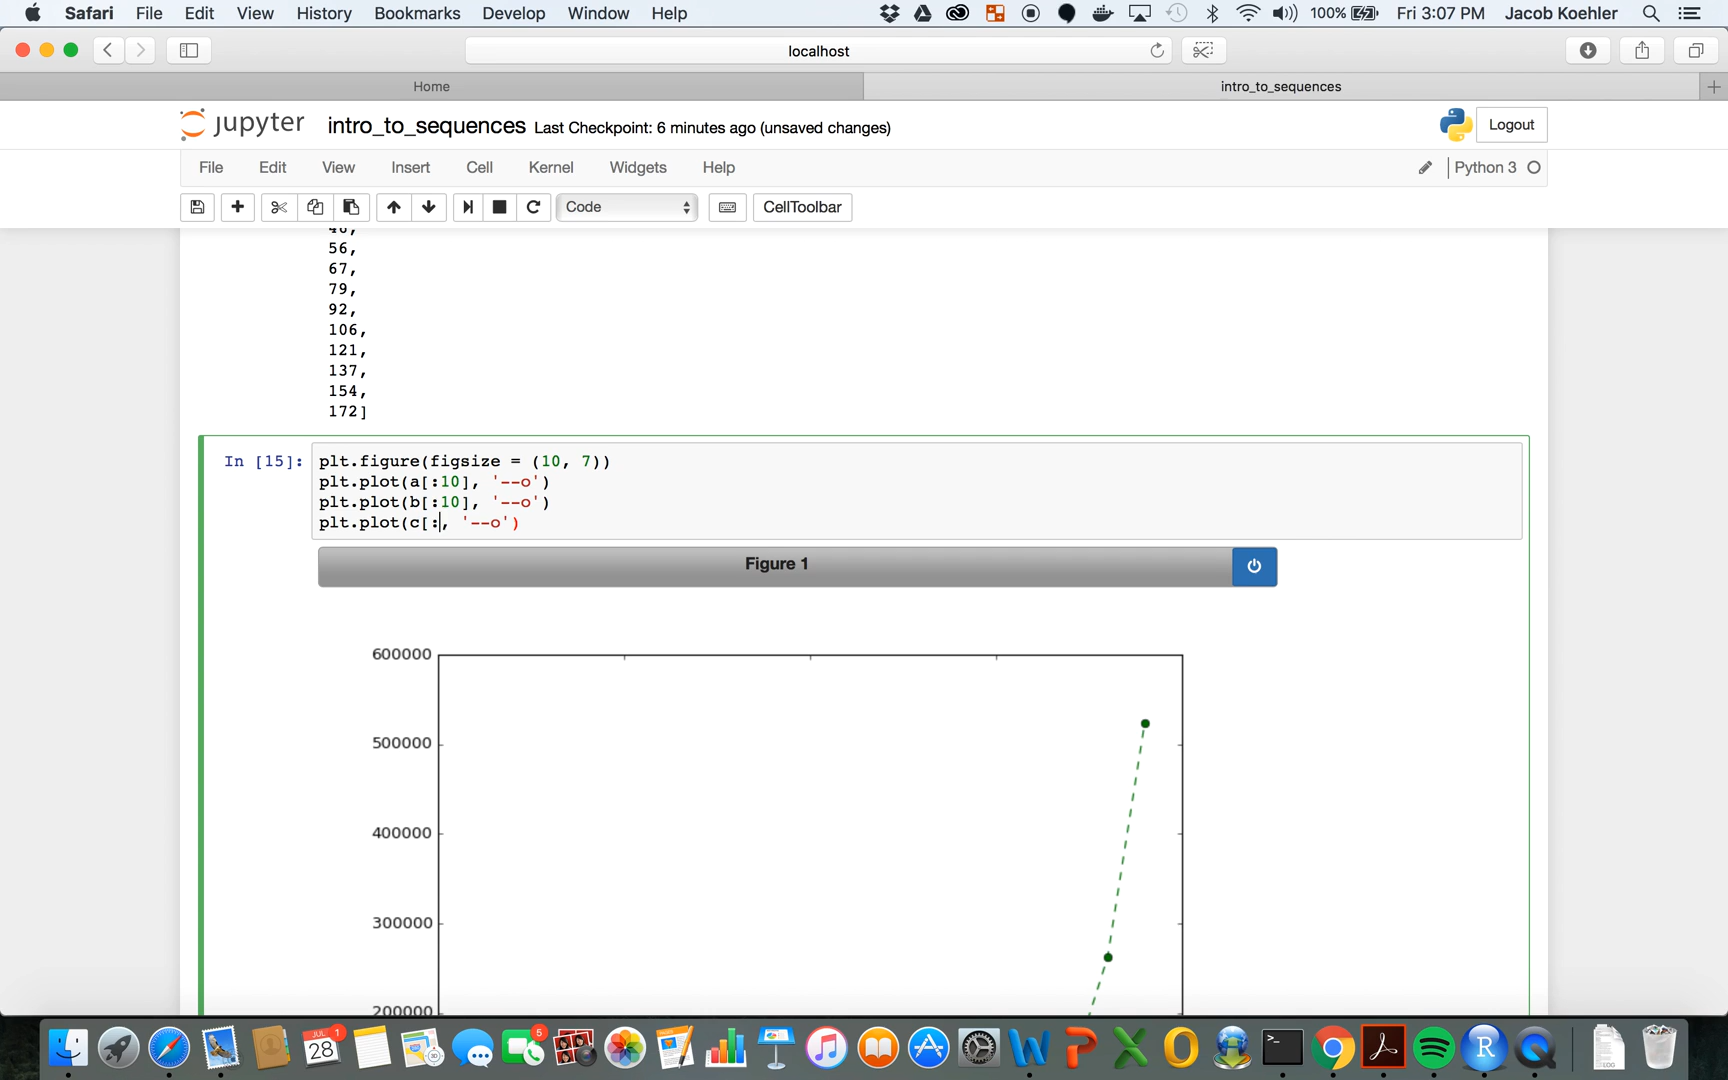 Safari File Edit View History Bookmarks Develop Window Help 100% Fri 3:07 PM Jacob Koehler
localhost
Home intro_to_sequences
jupyter intro_to_sequences Last Checkpoint: 6 minutes ago (unsaved changes) Logout
File Edit View Insert Cell Kernel Widgets Help Python 3
Code CellToolbar
56,
67,
79,
92,
106,
121,
137,
154,
172]
In [15]: plt.figure(figsize = (10, 7))
plt.plot(a[:10], '--o')
plt.plot(b[:10], '--o')
plt.plot(c[:, '--o')
Figure 1
600000
500000
400000
300000
200000
JUL 28 1 5